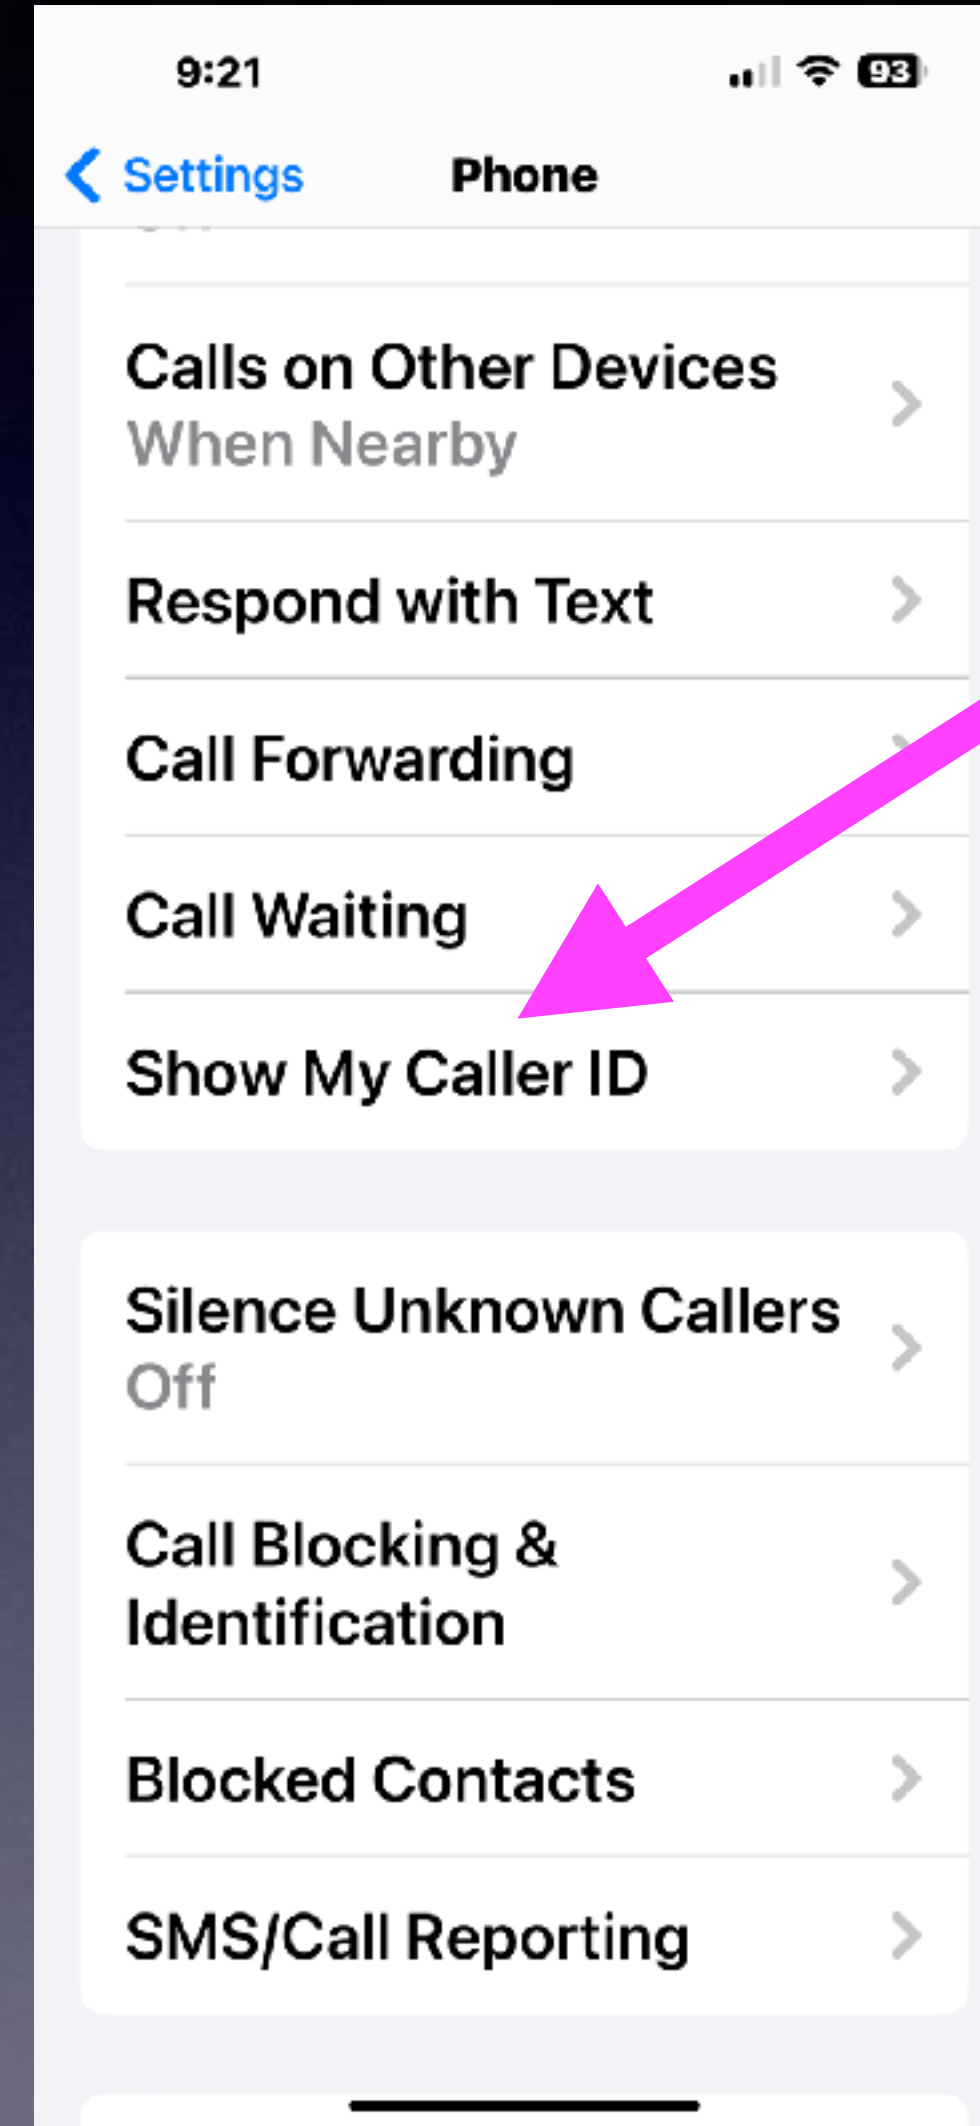 9:21 93
Settings Phone
Calls on Other Devices
When Nearby
Respond with Text
Call Forwarding
Call Waiting
Show My Caller ID
Silence Unknown Callers
Off
Call Blocking &
Identification
Blocked Contacts
SMS/Call Reporting